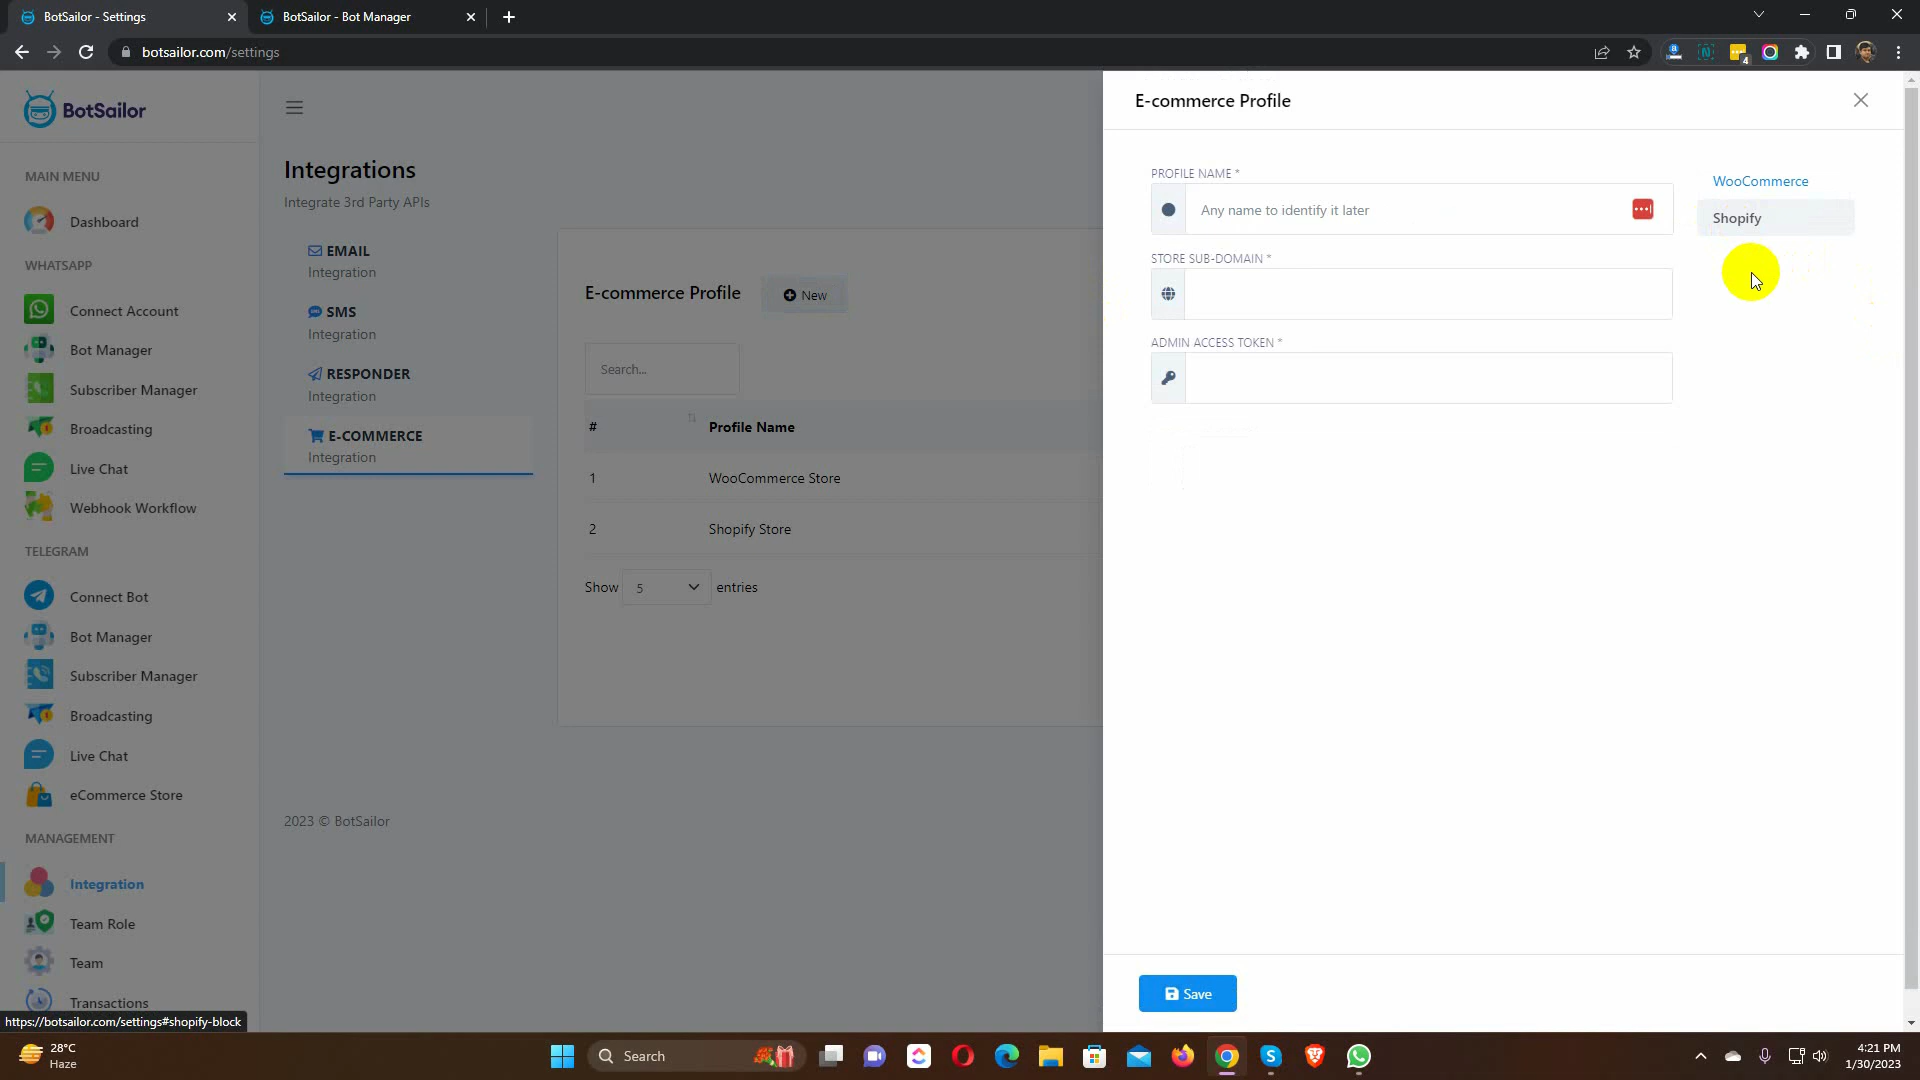 BotSailor - Settings
BotSailor - Bot Manager
botsailor.com/settings
4
BotSailor
MAIN MENU
Dashboard
WHATSAPP
Connect Account
Bot Manager
Subscriber Manager
Broadcasting
Live Chat
Webhook Workflow
TELEGRAM
Connect Bot
Bot Manager
Subscriber Manager
Broadcasting
Live Chat
eCommerce Store
MANAGEMENT
Integration
Team Role
Team
Transactions
https://botsailor.com/settings#shopify-block
Integrations
Integrate 3rd Party APIs
EMAIL
Integration
SMS
Integration
RESPONDER
Integration
E-COMMERCE
Integration
E-commerce Profile
New
Search...
# Profile Name
1 WooCommerce Store
2 Shopify Store
Show 5 entries
2023 © BotSailor
E-commerce Profile
PROFILE NAME *
Any name to identify it later
STORE SUB-DOMAIN *
ADMIN ACCESS TOKEN *
WooCommerce
Shopify
Save
28°C
Haze
Search
4:21 PM
1/30/2023